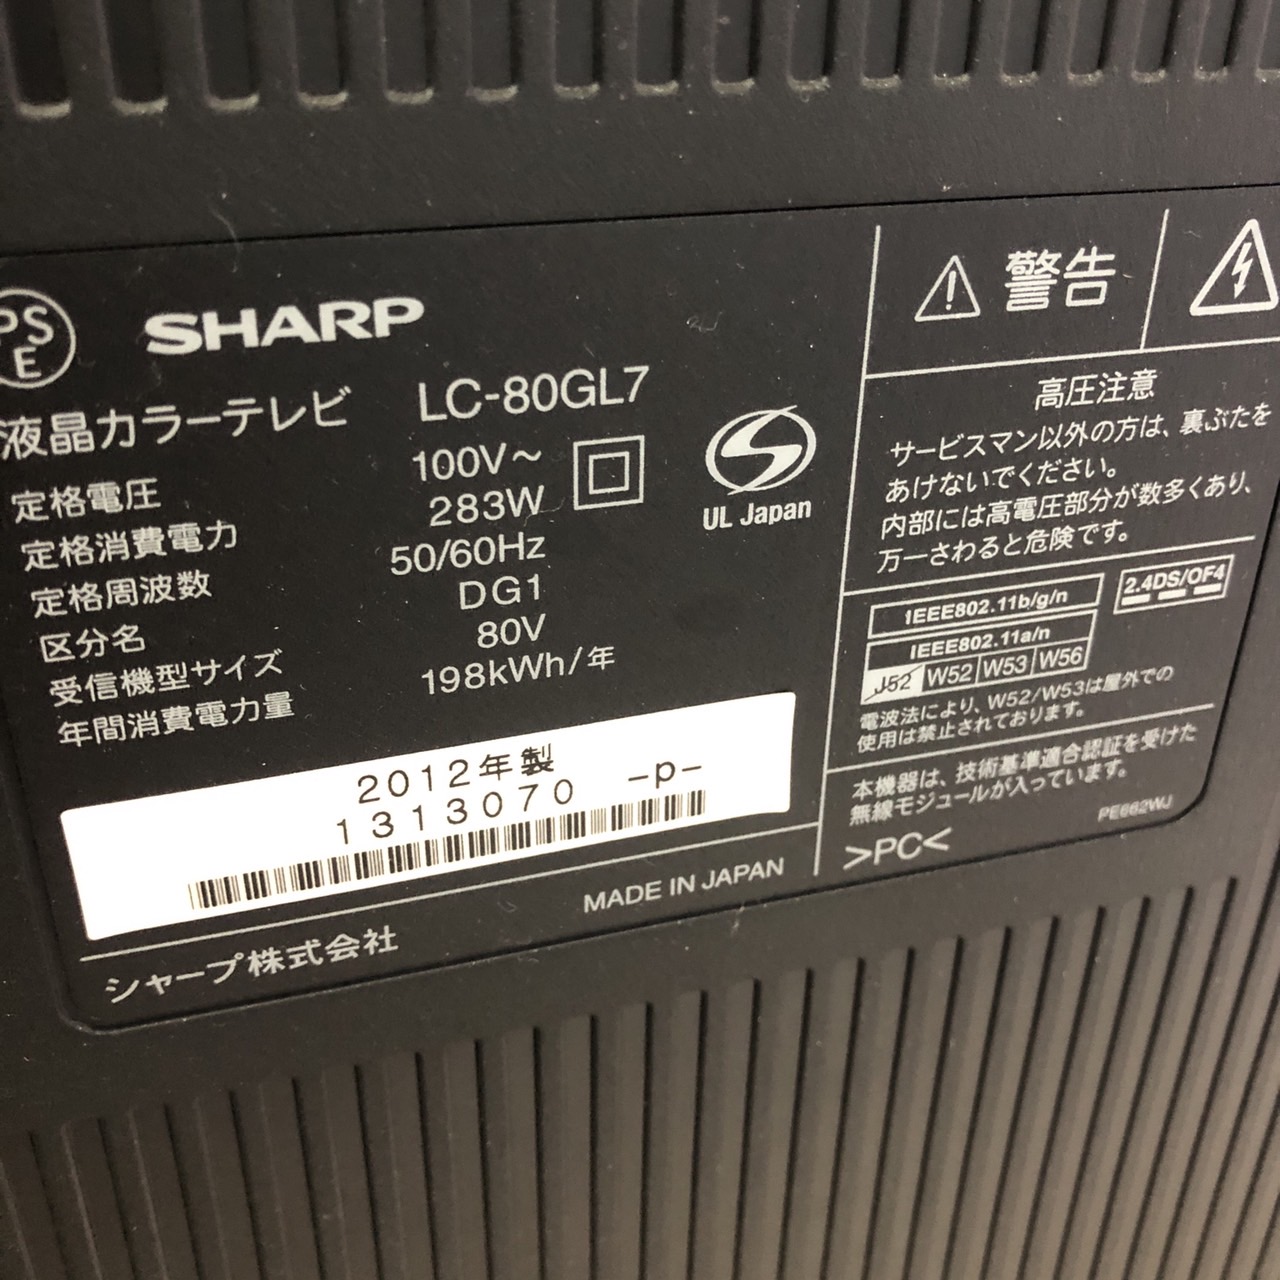 PS
E
SHARP
液晶カラーテレビ LC-80GL7
定格電圧 100V～
定格消費電力 283W
定格周波数 50/60Hz
区分名 DG1
受信機型サイズ 80V
年間消費電力量 198kWh/年
UL Japan
2012年製
1313070 -p-
MADE IN JAPAN
シャープ株式会社
警告
高圧注意
サービスマン以外の方は、裏ぶたを
あけないでください。
内部には高電圧部分が数多くあり、
万一さわると危険です。
IEEE802.11b/g/n
2.4DS/OF4
IEEE802.11a/n
J52 W52 W53 W56
電波法により、W52/W53は屋外での
使用は禁止されております。
本機器は、技術基準適合認証を受けた
無線モジュールが入っています。
PE662WJ
>PC<